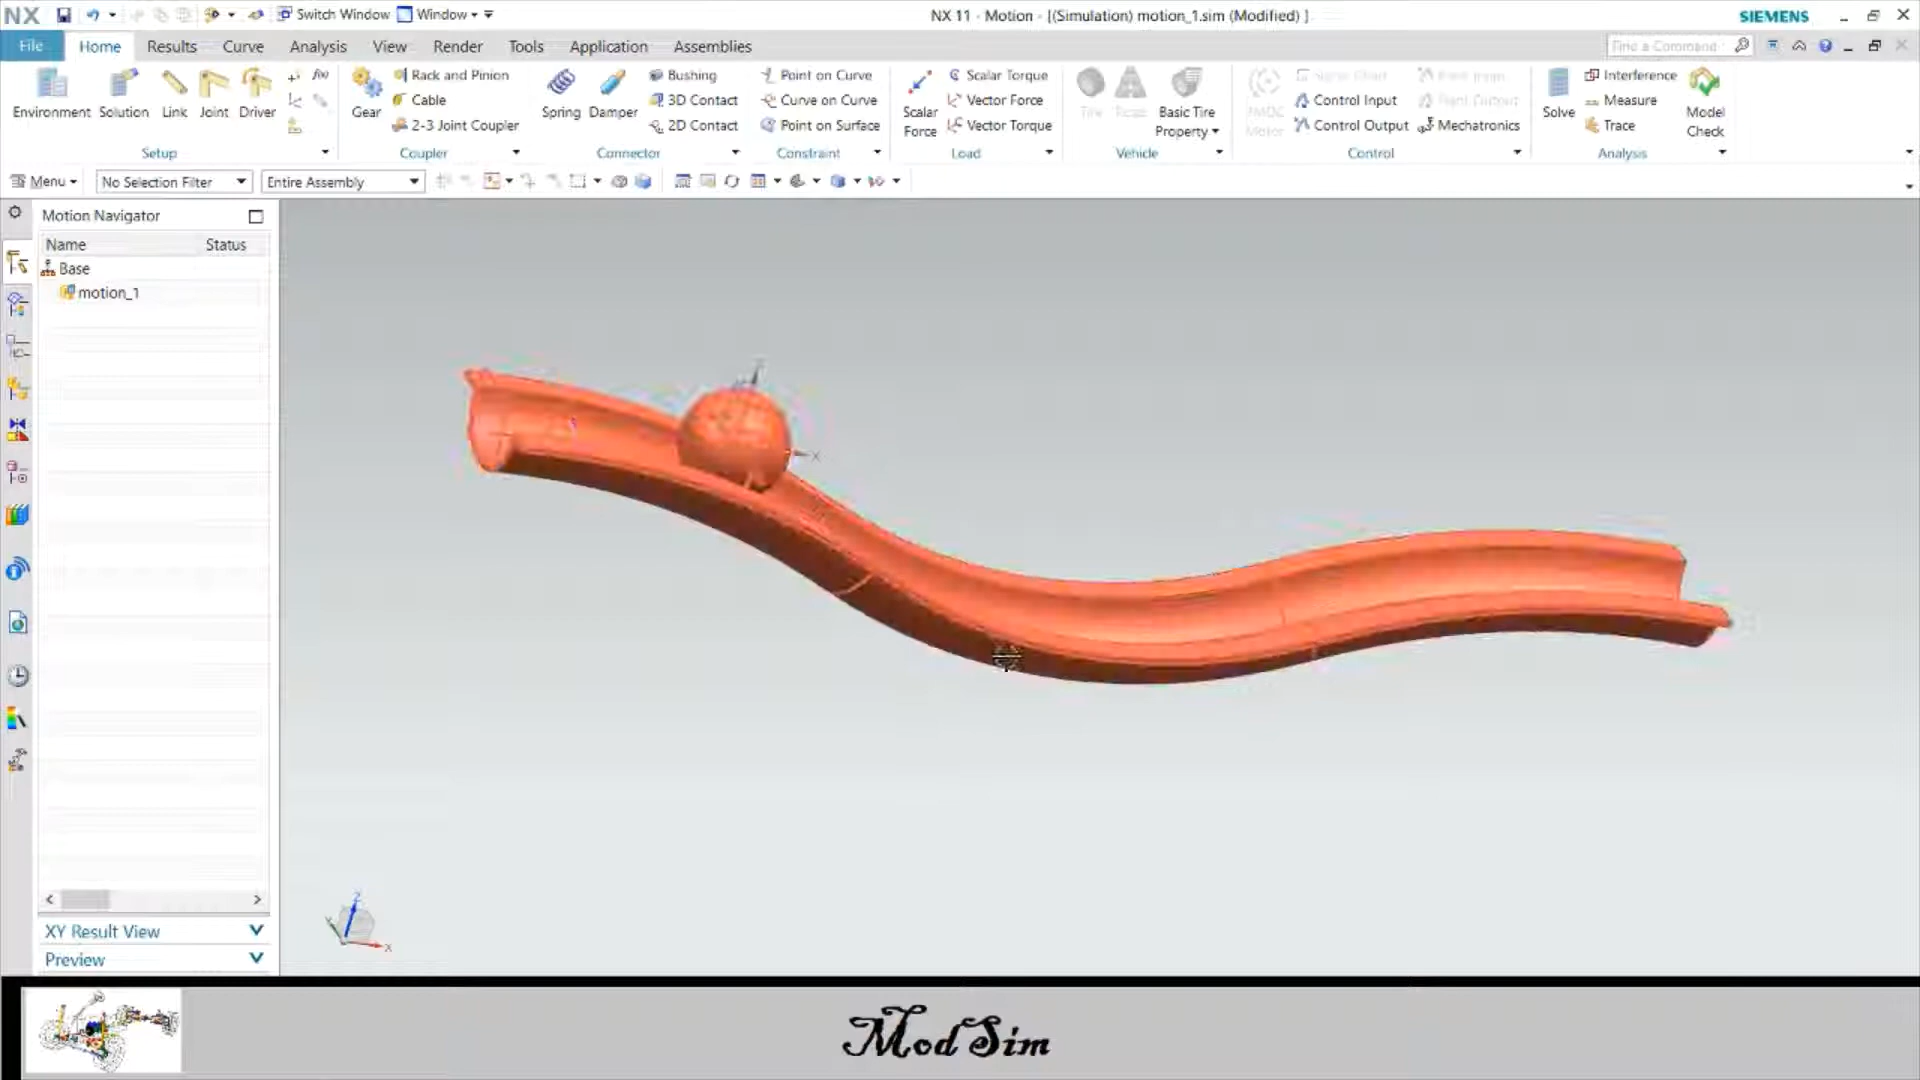 NX Switch Window Window NX 11 - Motion - [(Simulation) motion_1.sim (Modified) ] SIEMENS
File Home Results Curve Analysis View Render Tools Application Assemblies Find a Command
Environment Solution Link Joint Driver
Setup
Gear Rack and Pinion
Cable
2-3 Joint Coupler
Coupler
Spring Damper Bushing
3D Contact
2D Contact
Connector
Point on Curve
Curve on Curve
Point on Surface
Constraint
Scalar Force Scalar Torque
Vector Force
Vector Torque
Load
Tire Road Basic Tire Property
Vehicle
Control Input
Control Output Mechatronics
Control
Solve Interference
Measure
Trace
Model Check
Analysis
Menu No Selection Filter Entire Assembly
Motion Navigator
Name Status
Base
motion_1
XY Result View
Preview
X
Z
X
ModSim